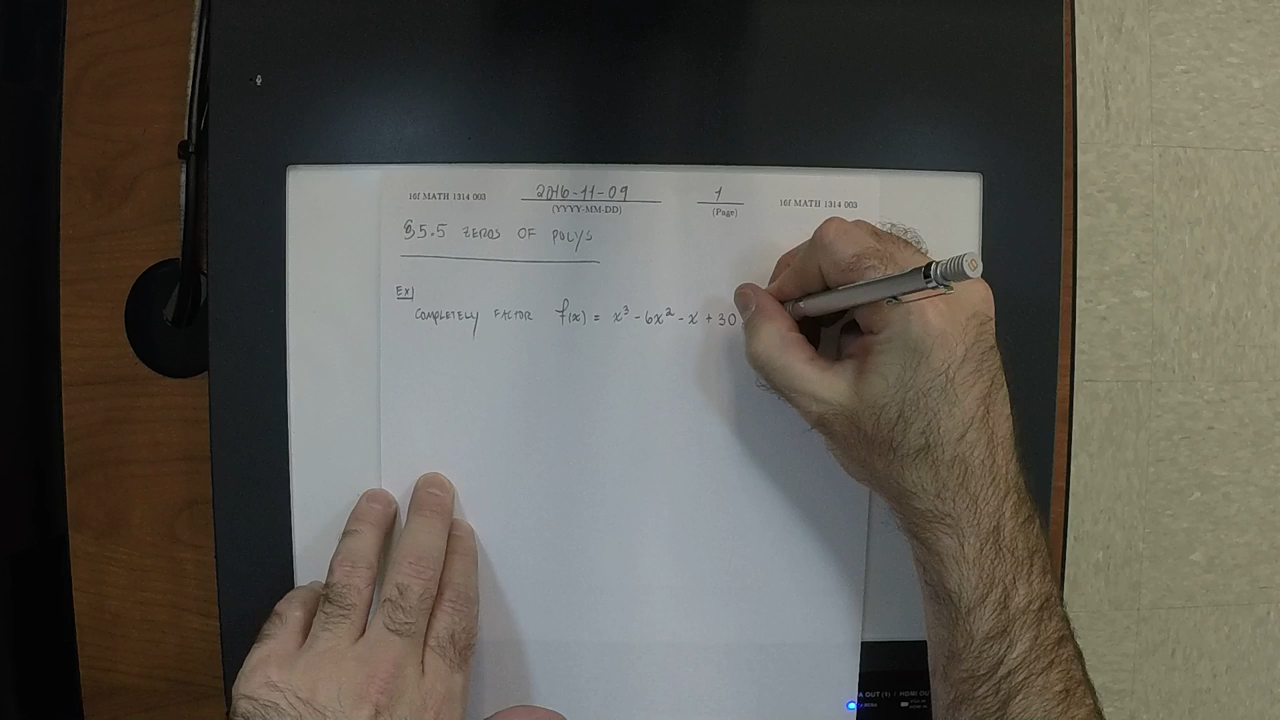 16f MATH 1314 003 2016-11-09 1 16f MATH 1314 003
(YYYY-MM-DD) (Page)
§5.5 ZEROS OF POLYS
Ex)
COMPLETELY FACTOR f(x) = x³ - 6x² - x + 30